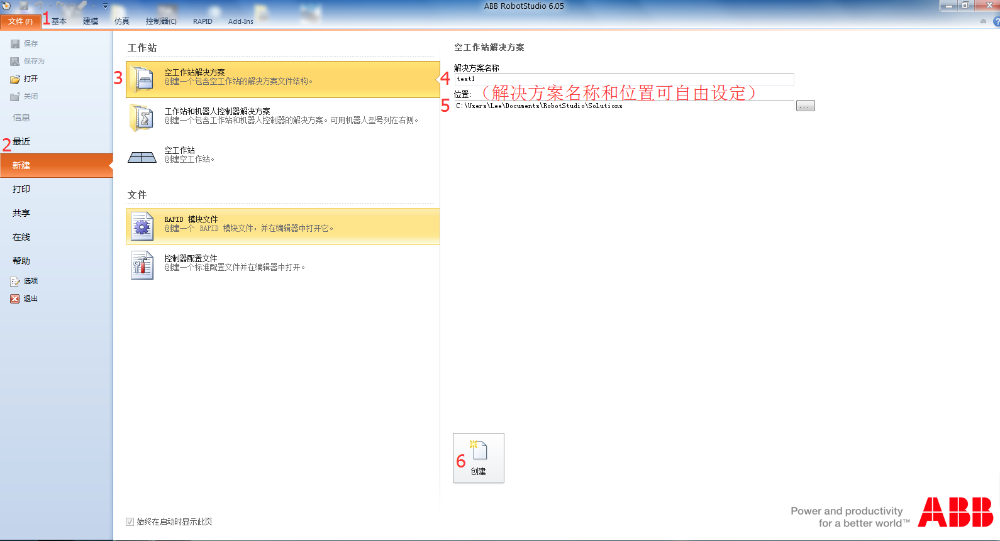 ABB RobotStudio 6.05
文件(F) 1 基本 建模 仿真 控制器(C) RAPID Add-Ins
保存
保存为
打开
关闭
信息
2 最近
新建
打印
共享
在线
帮助
选项
退出
工作站
3 空工作站解决方案
创建一个包含空工作站的解决方案文件结构。
工作站和机器人控制器解决方案
创建一个包含工作站和机器人控制器的解决方案。可用机器人型号列在右侧。
空工作站
创建空工作站。
文件
RAPID 模块文件
创建一个 RAPID 模块文件，并在编辑器中打开它。
控制器配置文件
创建一个标准配置文件并在编辑器中打开。
始终在启动时显示此页
空工作站解决方案
解决方案名称
4 test1
位置：（解决方案名称和位置可自由设定）
5 C:\Users\Lee\Documents\RobotStudio\Solutions ...
6 创建
Power and productivity
for a better world™
ABB